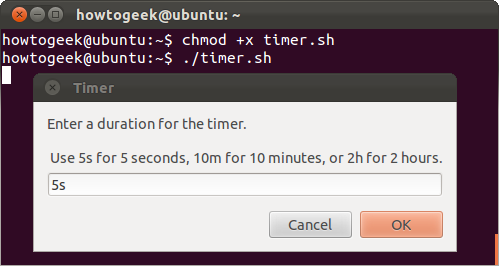 howtogeek@ubuntu: ~
howtogeek@ubuntu:~$ chmod +x timer.sh
howtogeek@ubuntu:~$ ./timer.sh
Timer
Enter a duration for the timer.
Use 5s for 5 seconds, 10m for 10 minutes, or 2h for 2 hours.
5s
Cancel OK